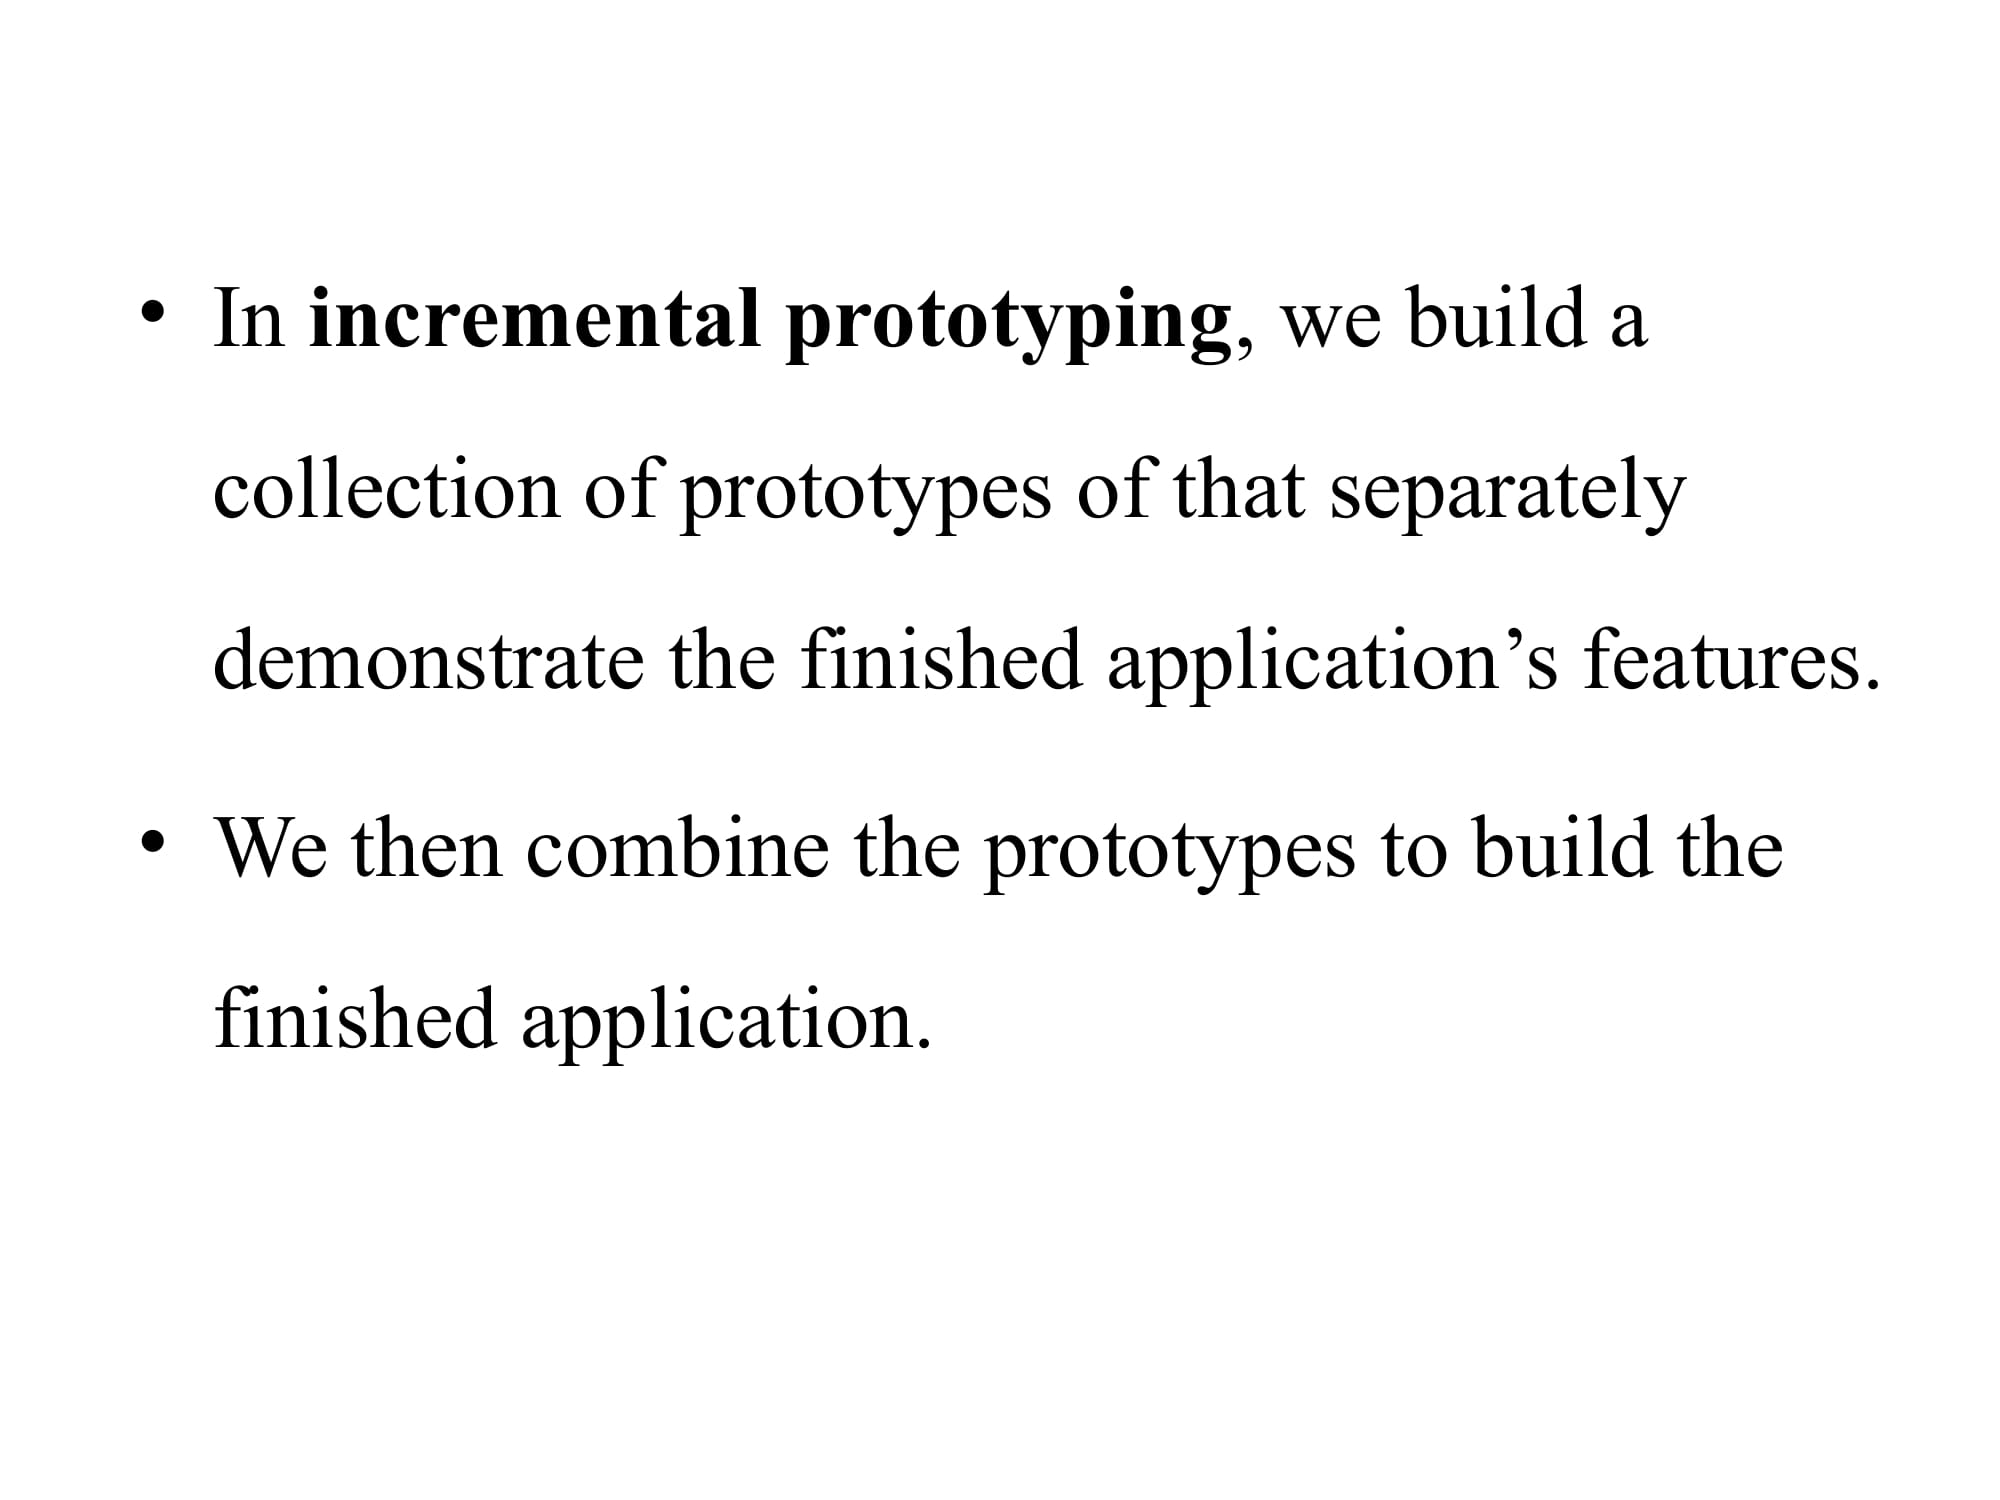 • In incremental prototyping, we build a
collection of prototypes of that separately
demonstrate the finished application’s features.
• We then combine the prototypes to build the
finished application.